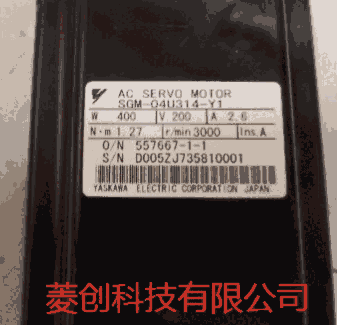 AC SERVO MOTOR
SGM-04U314-Y1
W 400 V 200 A 2.6
N·m 1.27 r/min 3000 Ins. A
O/N 557667-1-1
S/N D005ZJ735810001
YASKAWA ELECTRIC CORPORATION JAPAN
菱创科技有限公司